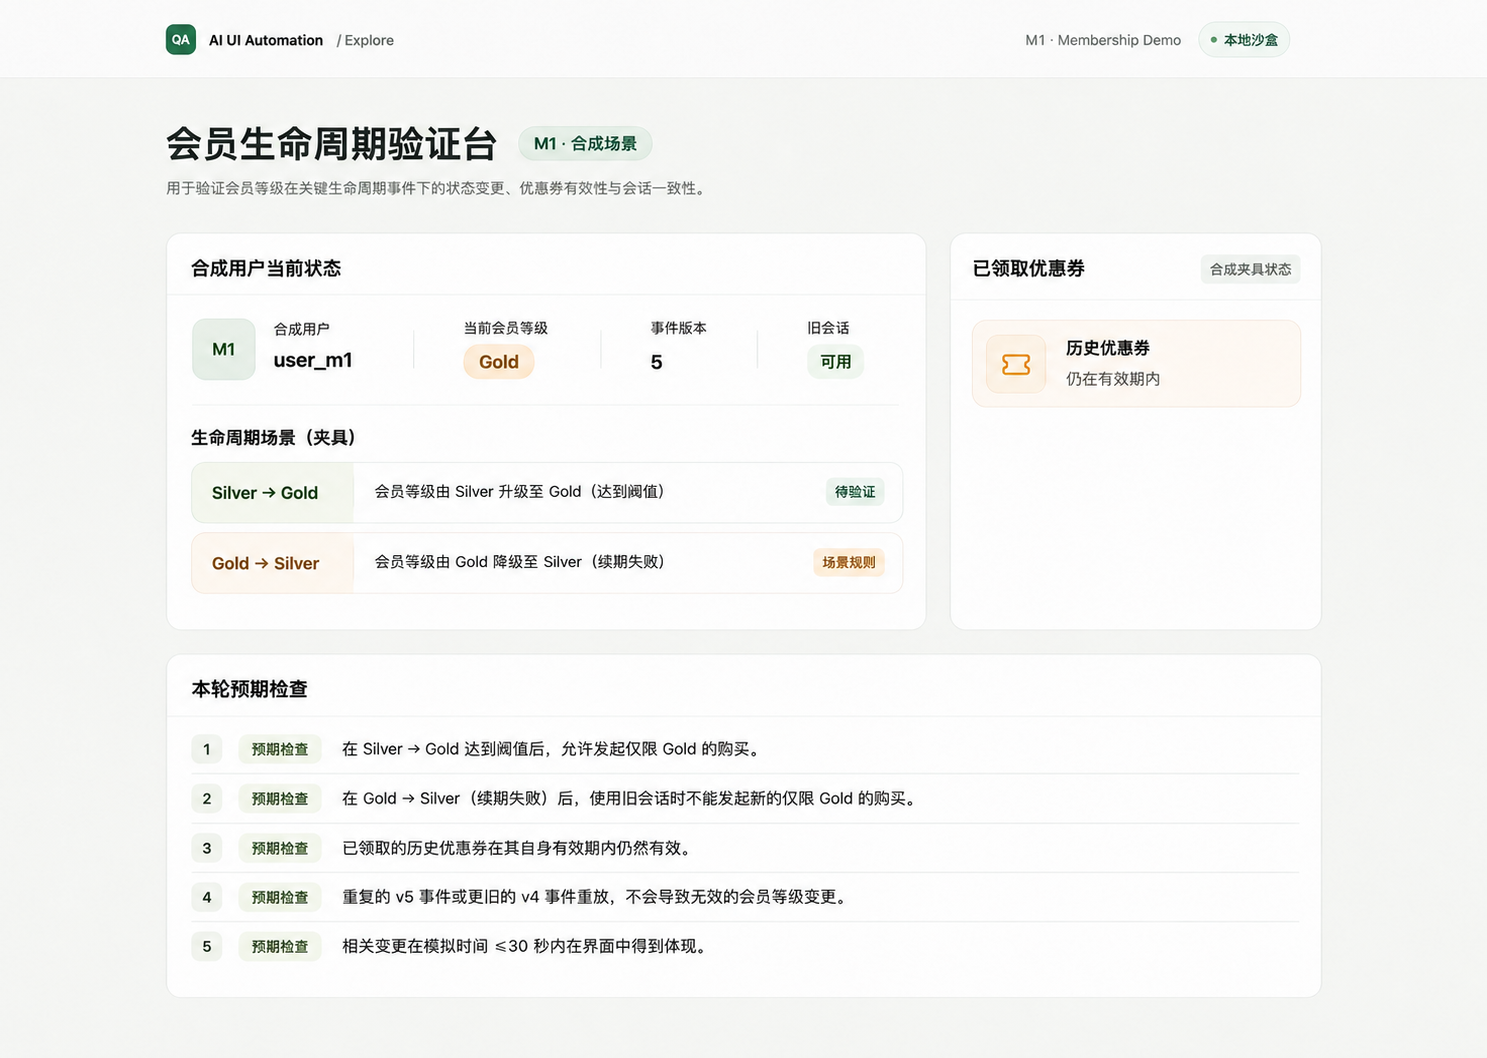 QA AI UI Automation / Explore
M1 · Membership Demo 本地沙盒
会员生命周期验证台 M1 · 合成场景
用于验证会员等级在关键生命周期事件下的状态变更、优惠券有效性与会话一致性。
合成用户当前状态
M1
合成用户
user_m1
当前会员等级
Gold
事件版本
5
旧会话
可用
生命周期场景（夹具）
Silver → Gold 会员等级由 Silver 升级至 Gold（达到阈值） 待验证
Gold → Silver 会员等级由 Gold 降级至 Silver（续期失败） 场景规则
已领取优惠券 合成夹具状态
历史优惠券
仍在有效期内
本轮预期检查
1 预期检查 在 Silver → Gold 达到阈值后，允许发起仅限 Gold 的购买。
2 预期检查 在 Gold → Silver（续期失败）后，使用旧会话时不能发起新的仅限 Gold 的购买。
3 预期检查 已领取的历史优惠券在其自身有效期内仍然有效。
4 预期检查 重复的 v5 事件或更旧的 v4 事件重放，不会导致无效的会员等级变更。
5 预期检查 相关变更在模拟时间 ≤30 秒内在界面中得到体现。